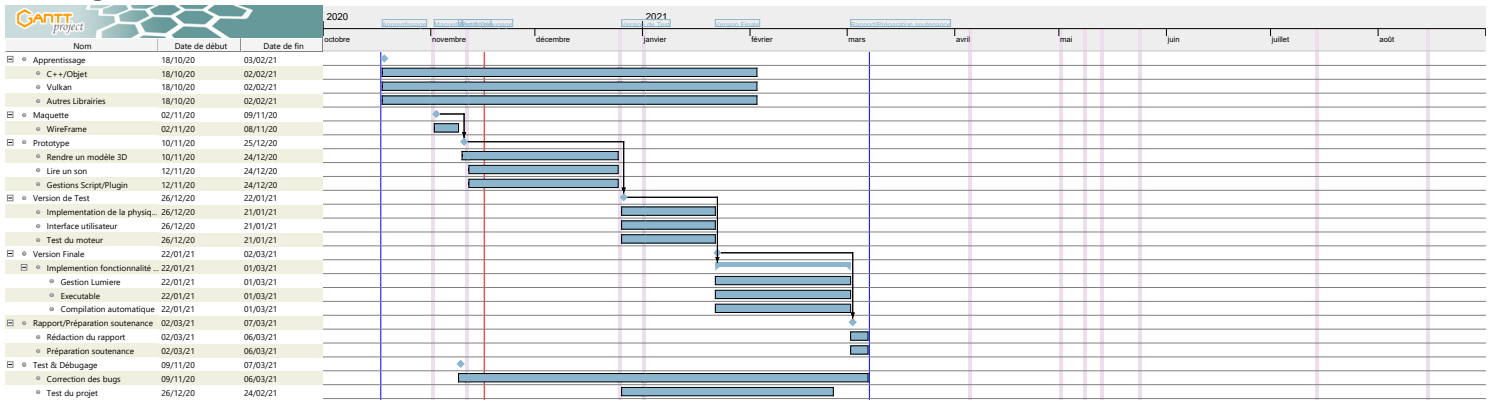 GANTT
project
2020 2021
Apprentissage Version de Test Version Finale Rapport/Préparation soutenance
Nom Date de début Date de fin octobre novembre décembre janvier février mars avril mai juin juillet août
Apprentissage 18/10/20 03/02/21
C++/Objet 18/10/20 02/02/21
Vulkan 18/10/20 02/02/21
Autres Librairies 18/10/20 02/02/21
Maquette 02/11/20 09/11/20
WireFrame 02/11/20 08/11/20
Prototype 10/11/20 25/12/20
Rendre un modèle 3D 10/11/20 24/12/20
Lire un son 12/11/20 24/12/20
Gestions Script/Plugin 12/11/20 24/12/20
Version de Test 26/12/20 22/01/21
Implementation de la physiq... 26/12/20 21/01/21
Interface utilisateur 26/12/20 21/01/21
Test du moteur 26/12/20 21/01/21
Version Finale 22/01/21 02/03/21
Implemention fonctionnalité ... 22/01/21 01/03/21
Gestion Lumiere 22/01/21 01/03/21
Executable 22/01/21 01/03/21
Compilation automatique 22/01/21 01/03/21
Rapport/Préparation soutenance 02/03/21 07/03/21
Rédaction du rapport 02/03/21 06/03/21
Préparation soutenance 02/03/21 06/03/21
Test & Débugage 09/11/20 07/03/21
Correction des bugs 09/11/20 06/03/21
Test du projet 26/12/20 24/02/21